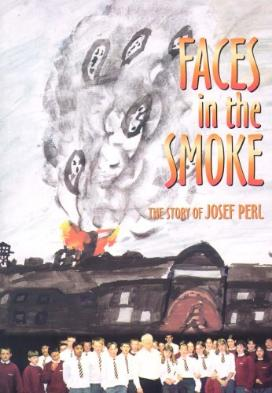 FACES
in the
SMOKE
THE STORY OF JOSEF PERL